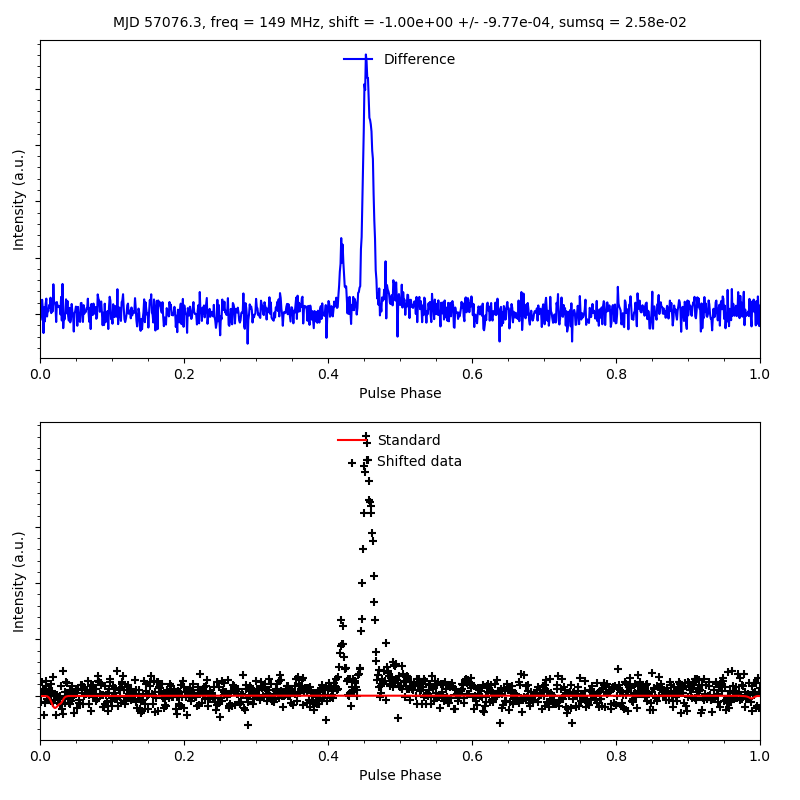 MJD 57076.3, freq = 149 MHz, shift = -1.00e+00 +/- -9.77e-04, sumsq = 2.58e-02
Difference
Intensity (a.u.)
0.0 0.2 0.4 0.6 0.8 1.0
Pulse Phase
Standard
Shifted data
Intensity (a.u.)
0.0 0.2 0.4 0.6 0.8 1.0
Pulse Phase